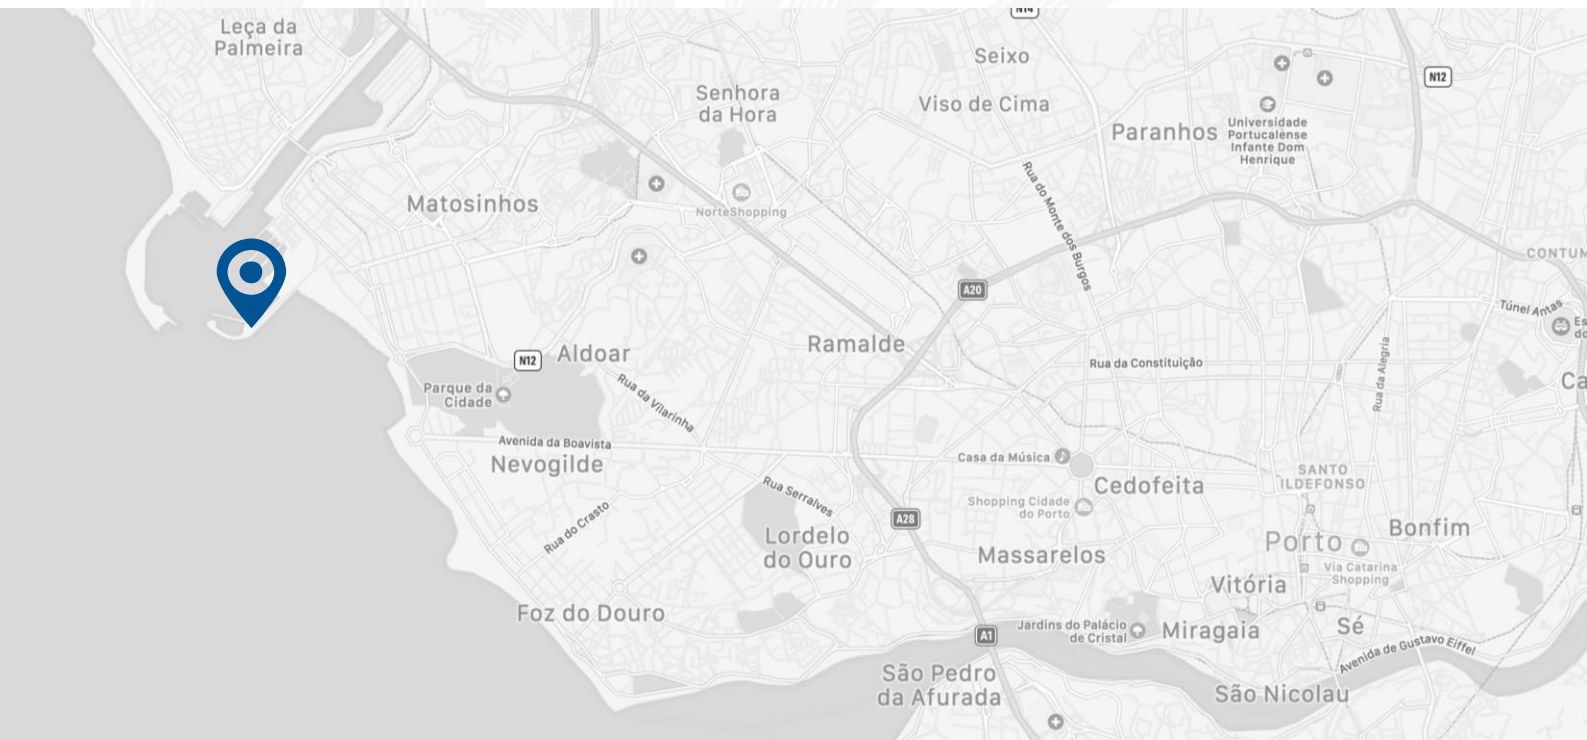 Leça da
Palmeira
N14
Seixo
Senhora
da Hora
Viso de Cima
N12
Paranhos
Universidade
Portucalense
Infante Dom
Henrique
Matosinhos
NorteShopping
Rua do Monte dos Burgos
CONTUM
A20
Túnel Antas
Es
do
N12
Aldoar
Ramalde
Rua da Constituição
Rua da Alegria
Ca
Parque da
Cidade
Rua da Vilarinha
Avenida da Boavista
Nevogilde
Casa da Música
SANTO
ILDEFONSO
Cedofeita
Rua Serralves
Shopping Cidade
do Porto
A28
Rua do Crasto
Lordelo
do Ouro
Massarelos
Porto
Bonfim
Via Catarina
Shopping
Vitória
Foz do Douro
Jardins do Palácio
de Cristal
Miragaia
Sé
A1
Avenida de Gustavo Eiffel
São Pedro
da Afurada
São Nicolau